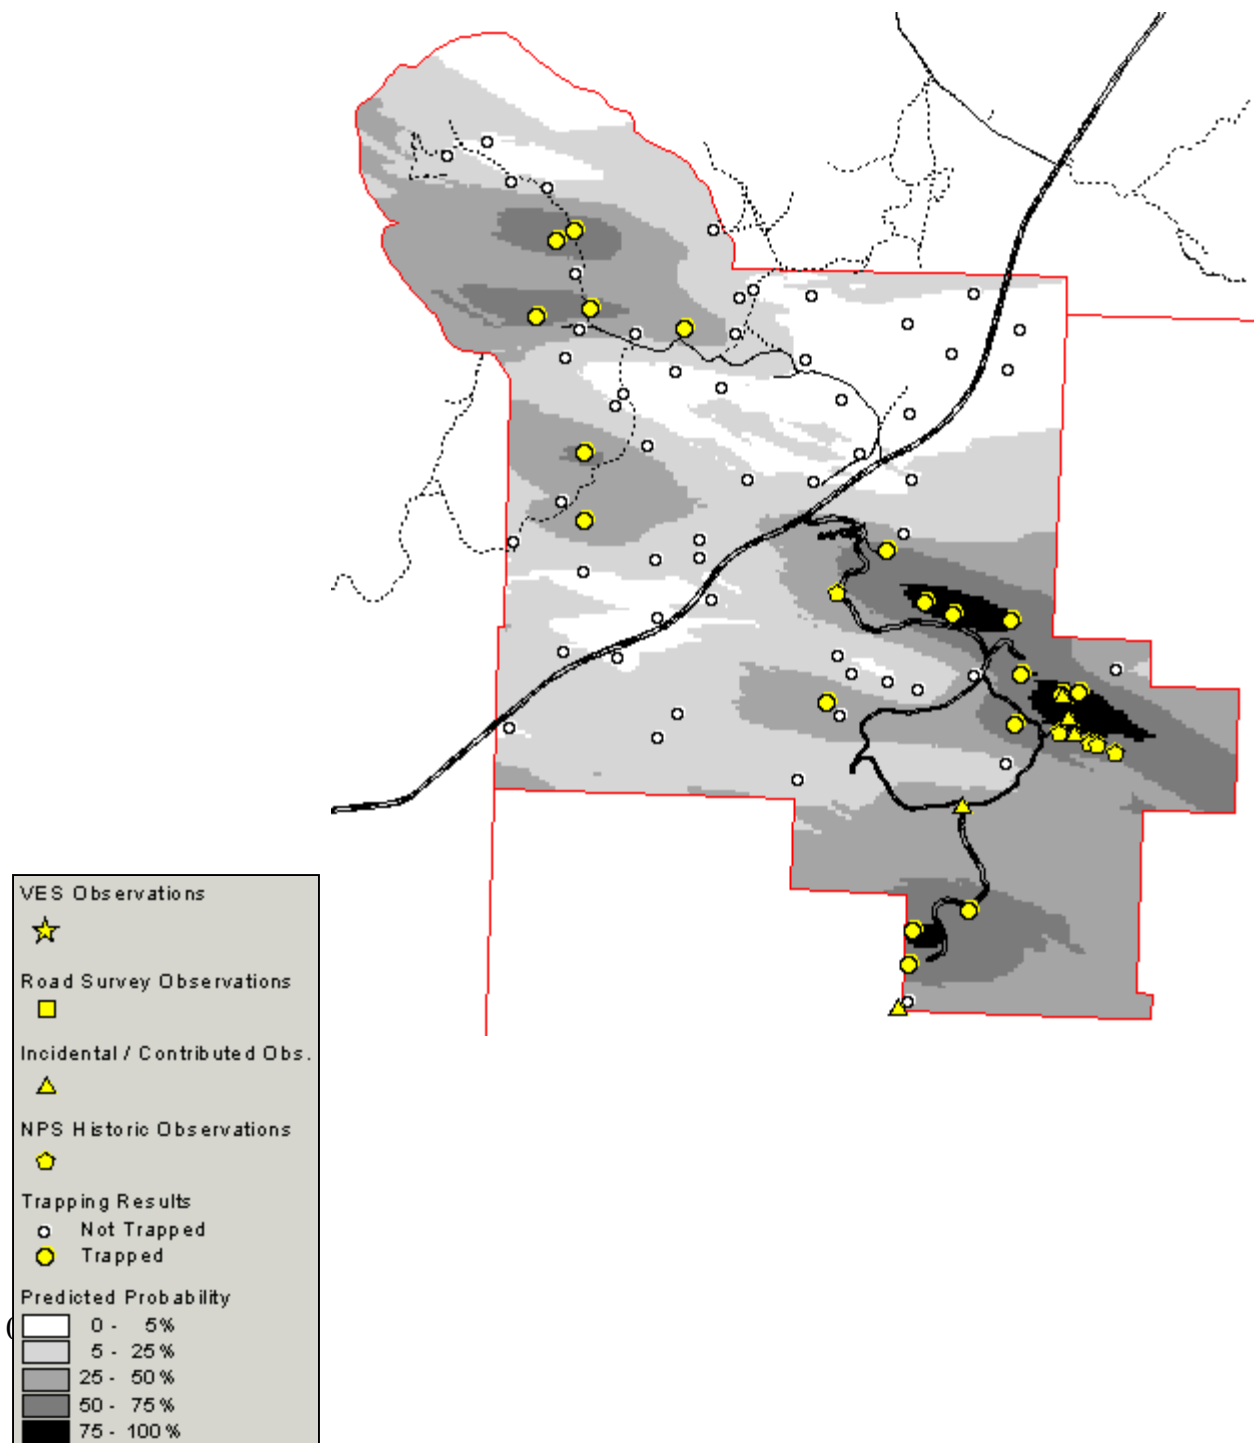 VES Observations
Road Survey Observations
Incidental / Contributed Obs.
NPS Historic Observations
Trapping Results
Not Trapped
Trapped
Predicted Probability
(
0 - 5%
5 - 25%
25 - 50%
50 - 75%
75 - 100%